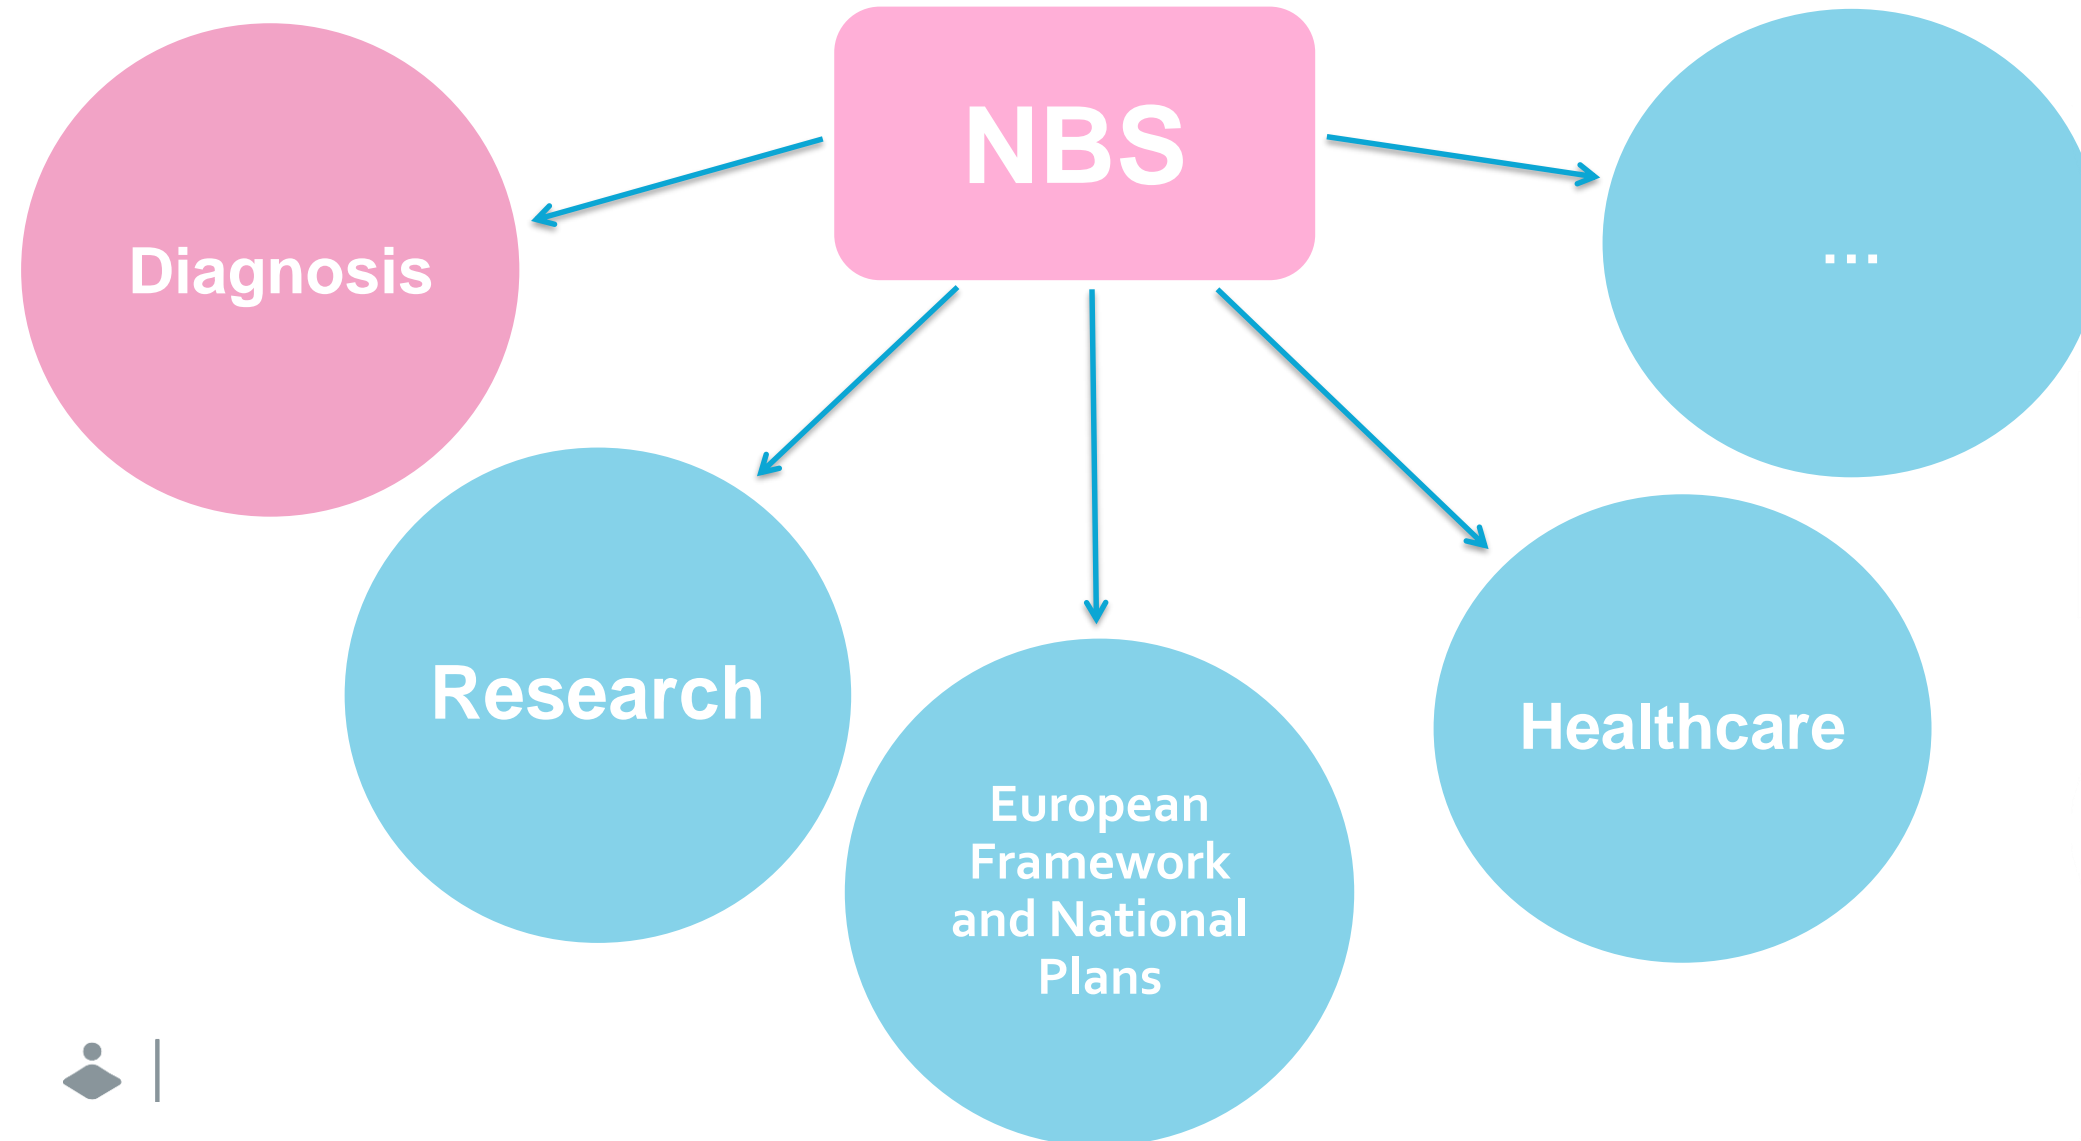 NBS
Diagnosis
...
Research
Healthcare
European
Framework
and National
Plans